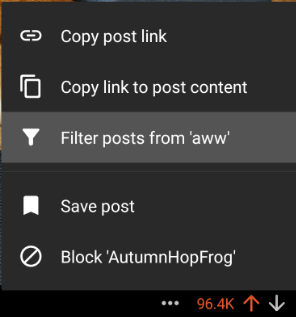 Copy post link
Copy link to post content
Filter posts from 'aww'
Save post
Block 'AutumnHopFrog'
96.4K